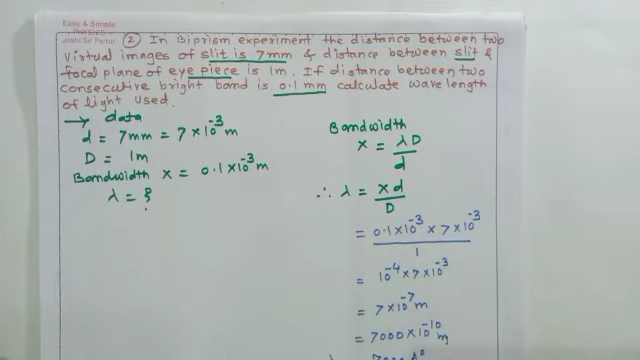 Easy & Simple
PHYSICS
Joshi Sir Parnur
② In Biprism experiment the distance between two
virtual images of slit is 7mm & distance between slit &
focal plane of eye piece is 1m. If distance between two
consecutive bright band is 0.1 mm calculate wavelength
of light used.
→ data
d = 7mm = 7 × 10⁻³ m
D = 1m
Bandwidth x = 0.1 × 10⁻³ m
λ = ?
Bandwidth
x = λD / d
∴ λ = xd / D
= 0.1 × 10⁻³ × 7 × 10⁻³ / 1
= 10⁻⁴ × 7 × 10⁻³
= 7 × 10⁻⁷ m
= 7000 × 10⁻¹⁰ m